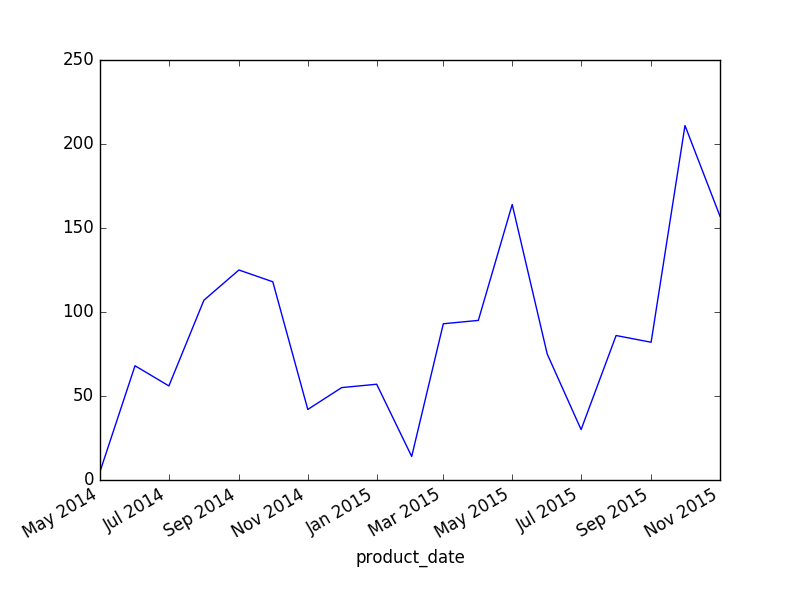 250
200
150
100
50
0
May 2014
Jul 2014
Sep 2014
Nov 2014
Jan 2015
Mar 2015
May 2015
Jul 2015
Sep 2015
Nov 2015
product_date